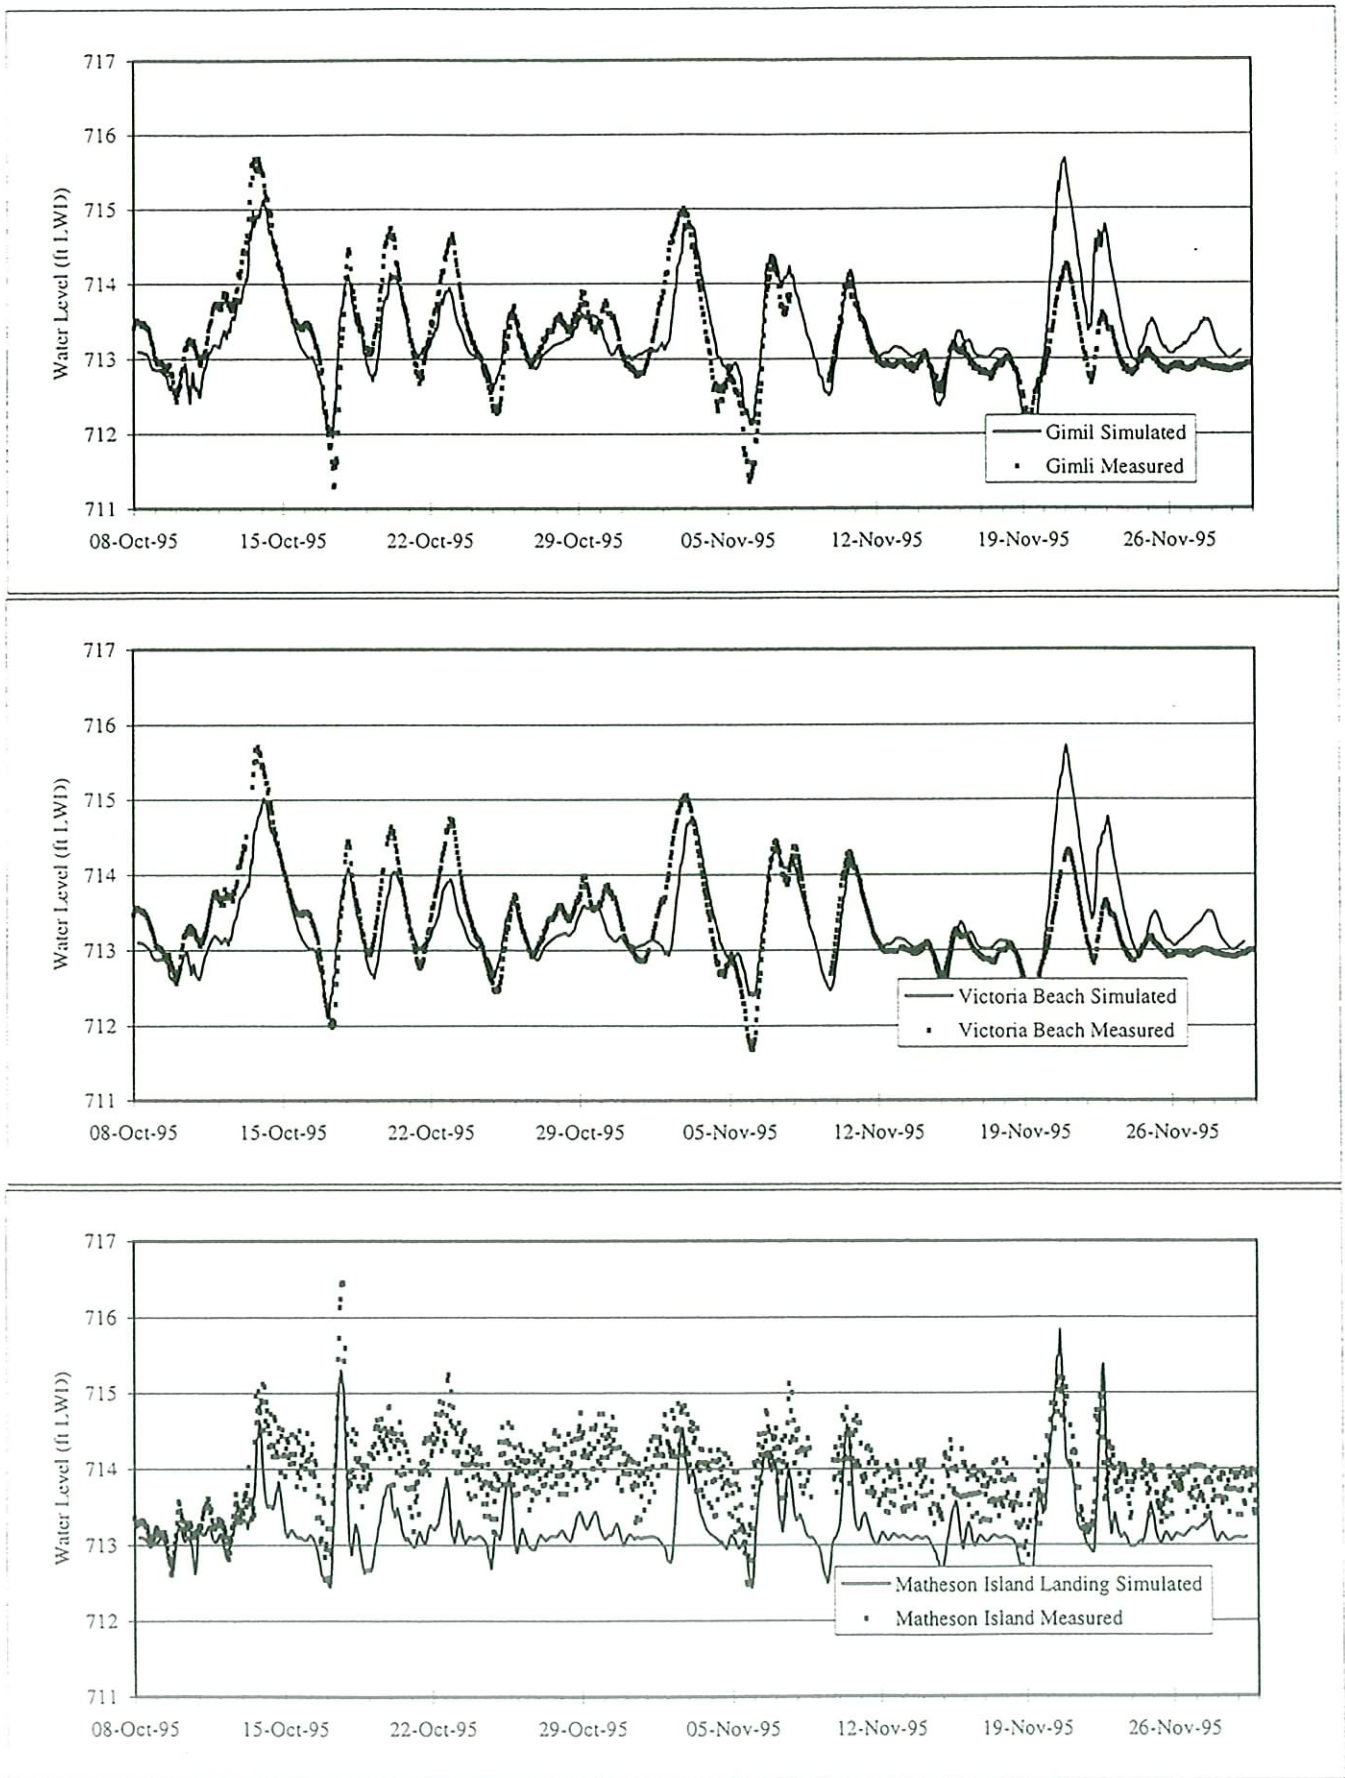 717
716
715
714
713
712
711
Water Level (ft LWD)
Gimil Simulated
Gimli Measured
08-Oct-95 15-Oct-95 22-Oct-95 29-Oct-95 05-Nov-95 12-Nov-95 19-Nov-95 26-Nov-95
717
716
715
714
713
712
711
Water Level (ft LWD)
Victoria Beach Simulated
Victoria Beach Measured
08-Oct-95 15-Oct-95 22-Oct-95 29-Oct-95 05-Nov-95 12-Nov-95 19-Nov-95 26-Nov-95
717
716
715
714
713
712
711
Water Level (ft LWD)
Matheson Island Landing Simulated
Matheson Island Measured
08-Oct-95 15-Oct-95 22-Oct-95 29-Oct-95 05-Nov-95 12-Nov-95 19-Nov-95 26-Nov-95